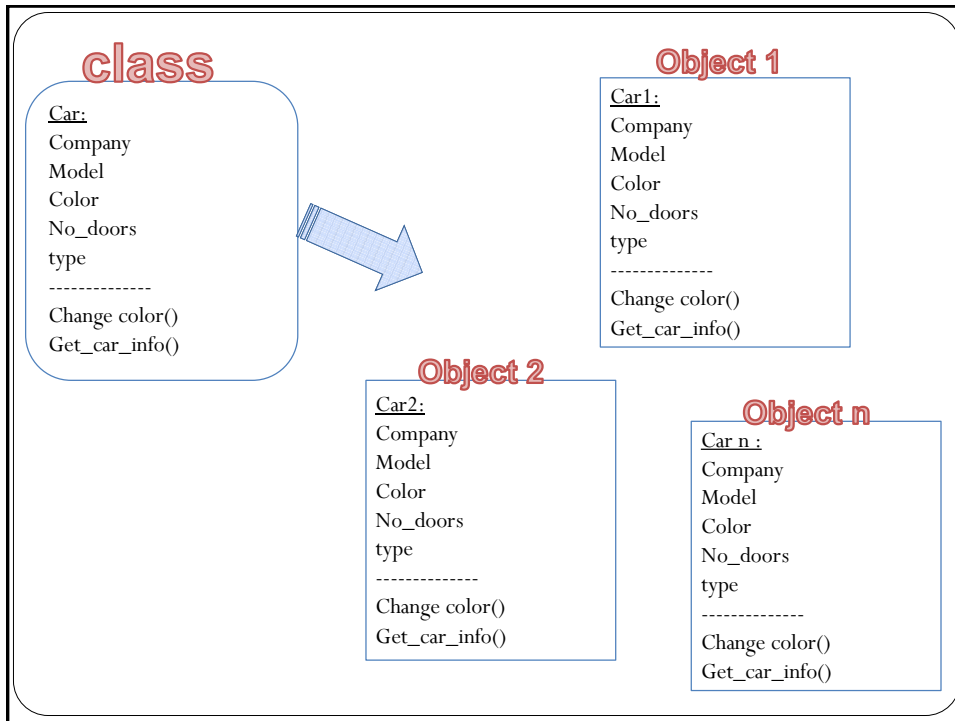 class
Car:
Company
Model
Color
No_doors
type
--------------
Change color()
Get_car_info()
Object 1
Car1:
Company
Model
Color
No_doors
type
--------------
Change color()
Get_car_info()
Object 2
Car2:
Company
Model
Color
No_doors
type
--------------
Change color()
Get_car_info()
Object n
Car n :
Company
Model
Color
No_doors
type
--------------
Change color()
Get_car_info()